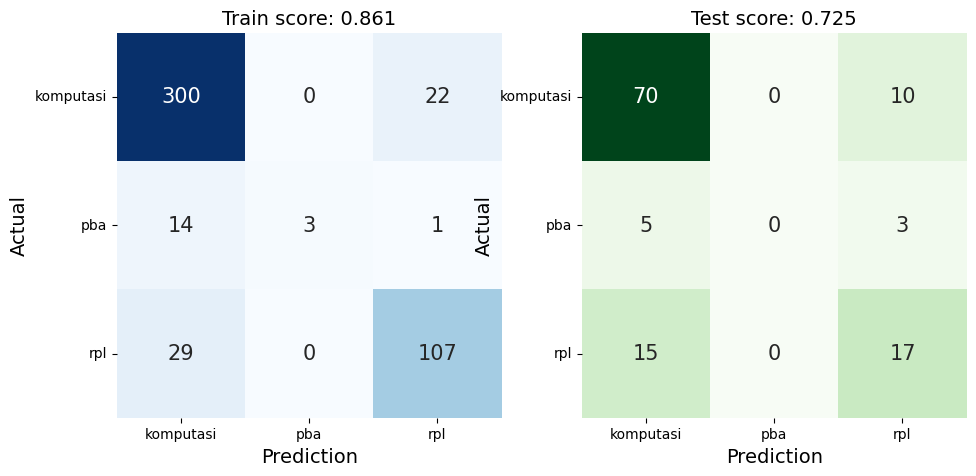 Train score: 0.861
komputasi 300 0 22
pba 14 3 1
rpl 29 0 107
komputasi pba rpl
Prediction
Actual
Test score: 0.725
komputasi 70 0 10
pba 5 0 3
rpl 15 0 17
komputasi pba rpl
Prediction
Actual